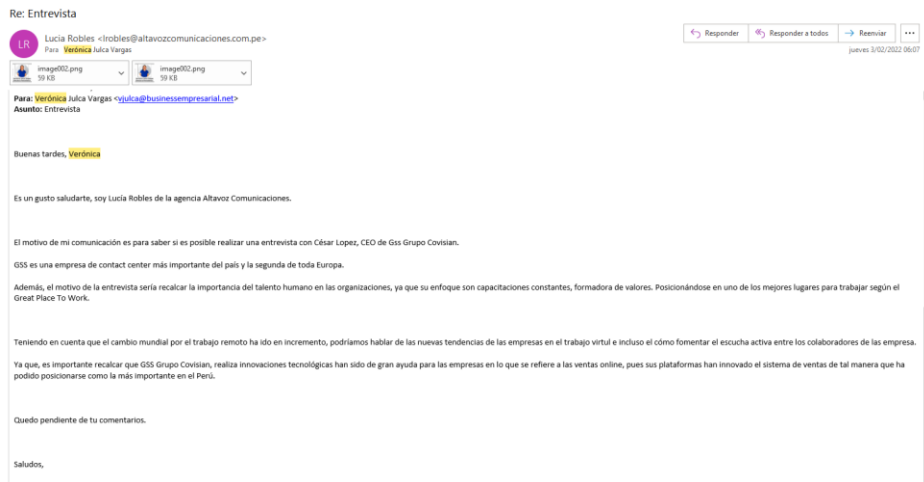 Re: Entrevista
LR
Lucia Robles <lrobles@altavozcomunicaciones.com.pe>
Para Verónica Julca Vargas
Responder
Responder a todos
Reenviar
...
jueves 3/02/2022 06:07
image002.png
59 KB
image002.png
59 KB
Para: Verónica Julca Vargas <vjulca@businessempresarial.net>
Asunto: Entrevista
Buenas tardes, Verónica
Es un gusto saludarte, soy Lucía Robles de la agencia Altavoz Comunicaciones.
El motivo de mi comunicación es para saber si es posible realizar una entrevista con César Lopez, CEO de Gss Grupo Covisian.
GSS es una empresa de contact center más importante del país y la segunda de toda Europa.
Además, el motivo de la entrevista sería recalcar la importancia del talento humano en las organizaciones, ya que su enfoque son capacitaciones constantes, formadora de valores. Posicionándose en uno de los mejores lugares para trabajar según el
Great Place To Work.
Teniendo en cuenta que el cambio mundial por el trabajo remoto ha ido en incremento, podríamos hablar de las nuevas tendencias de las empresas en el trabajo virtul e incluso el cómo fomentar el escucha activa entre los colaboradores de las empresa.
Ya que, es importante recalcar que GSS Grupo Covisian, realiza innovaciones tecnológicas han sido de gran ayuda para las empresas en lo que se refiere a las ventas online, pues sus plataformas han innovado el sistema de ventas de tal manera que ha
podido posicionarse como la más importante en el Perú.
Quedo pendiente de tu comentarios.
Saludos,